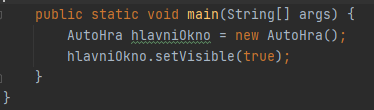 public static void main(String[] args) {
AutoHra hlavniOkno = new AutoHra();
hlavniOkno.setVisible(true);
}
}